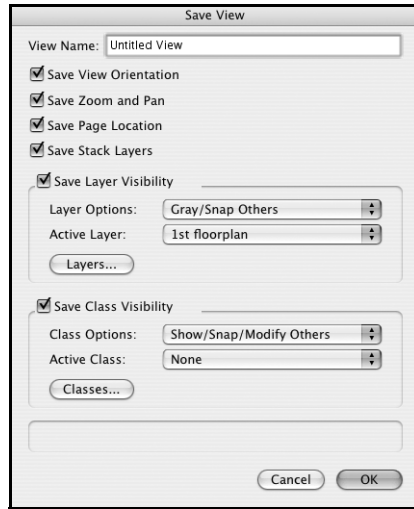 Save View
View Name: Untitled View
Save View Orientation
Save Zoom and Pan
Save Page Location
Save Stack Layers
Save Layer Visibility
Layer Options: Gray/Snap Others
Active Layer: 1st floorplan
Layers...
Save Class Visibility
Class Options: Show/Snap/Modify Others
Active Class: None
Classes...
Cancel OK